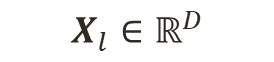 𝑿ₗ ∈ ℝᴰ